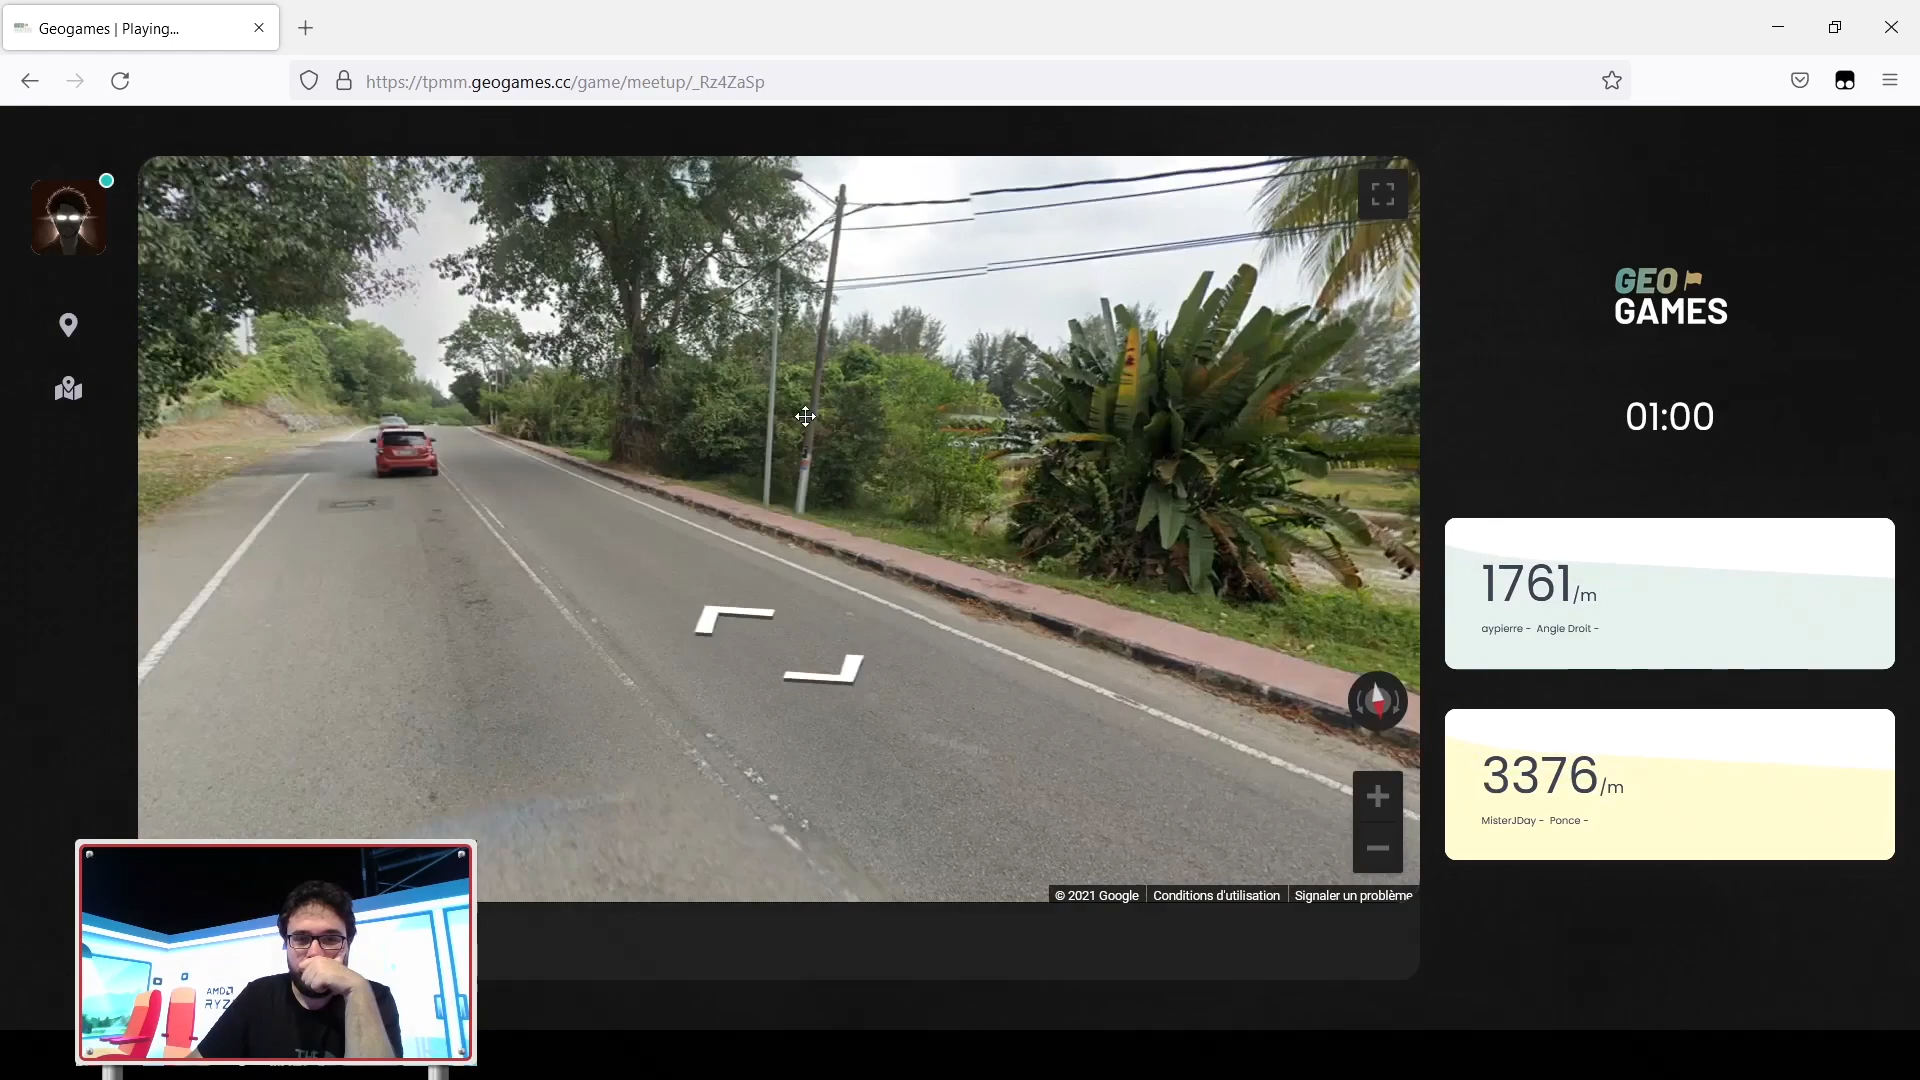 Geogames | Playing...
https://tpmm.geogames.cc/game/meetup/_Rz4ZaSp
GEO
GAMES
01:00
1761/m
aypierre - Angle Droit -
3376/m
MisterJDay - Ponce -
© 2021 Google
Conditions d'utilisation
Signaler un problème
AMD